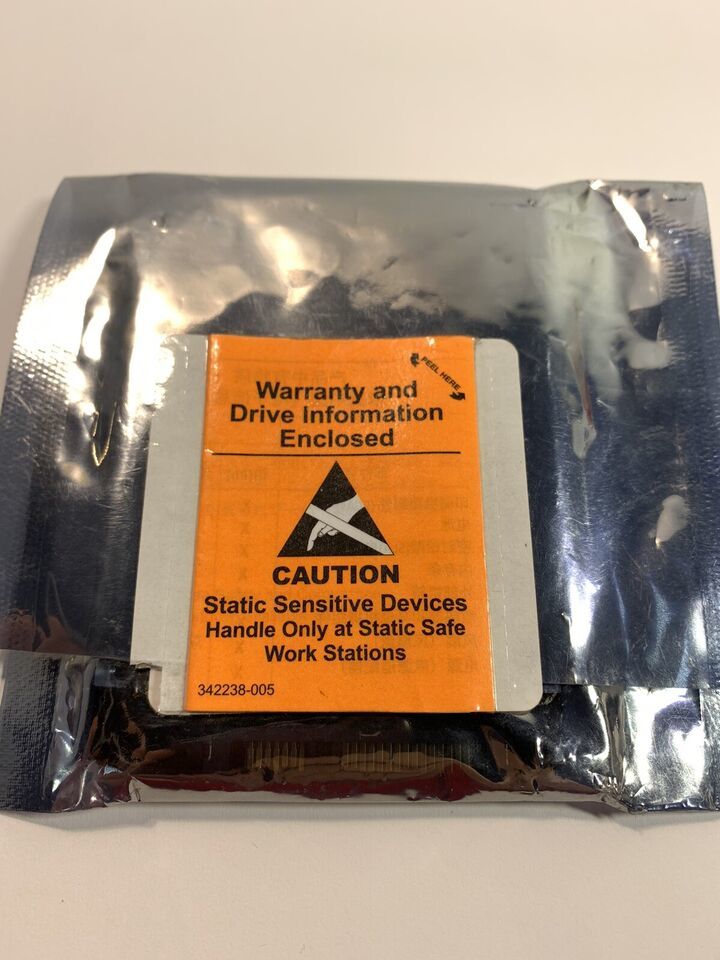 PEEL HERE
Warranty and
Drive Information
Enclosed
CAUTION
Static Sensitive Devices
Handle Only at Static Safe
Work Stations
342238-005